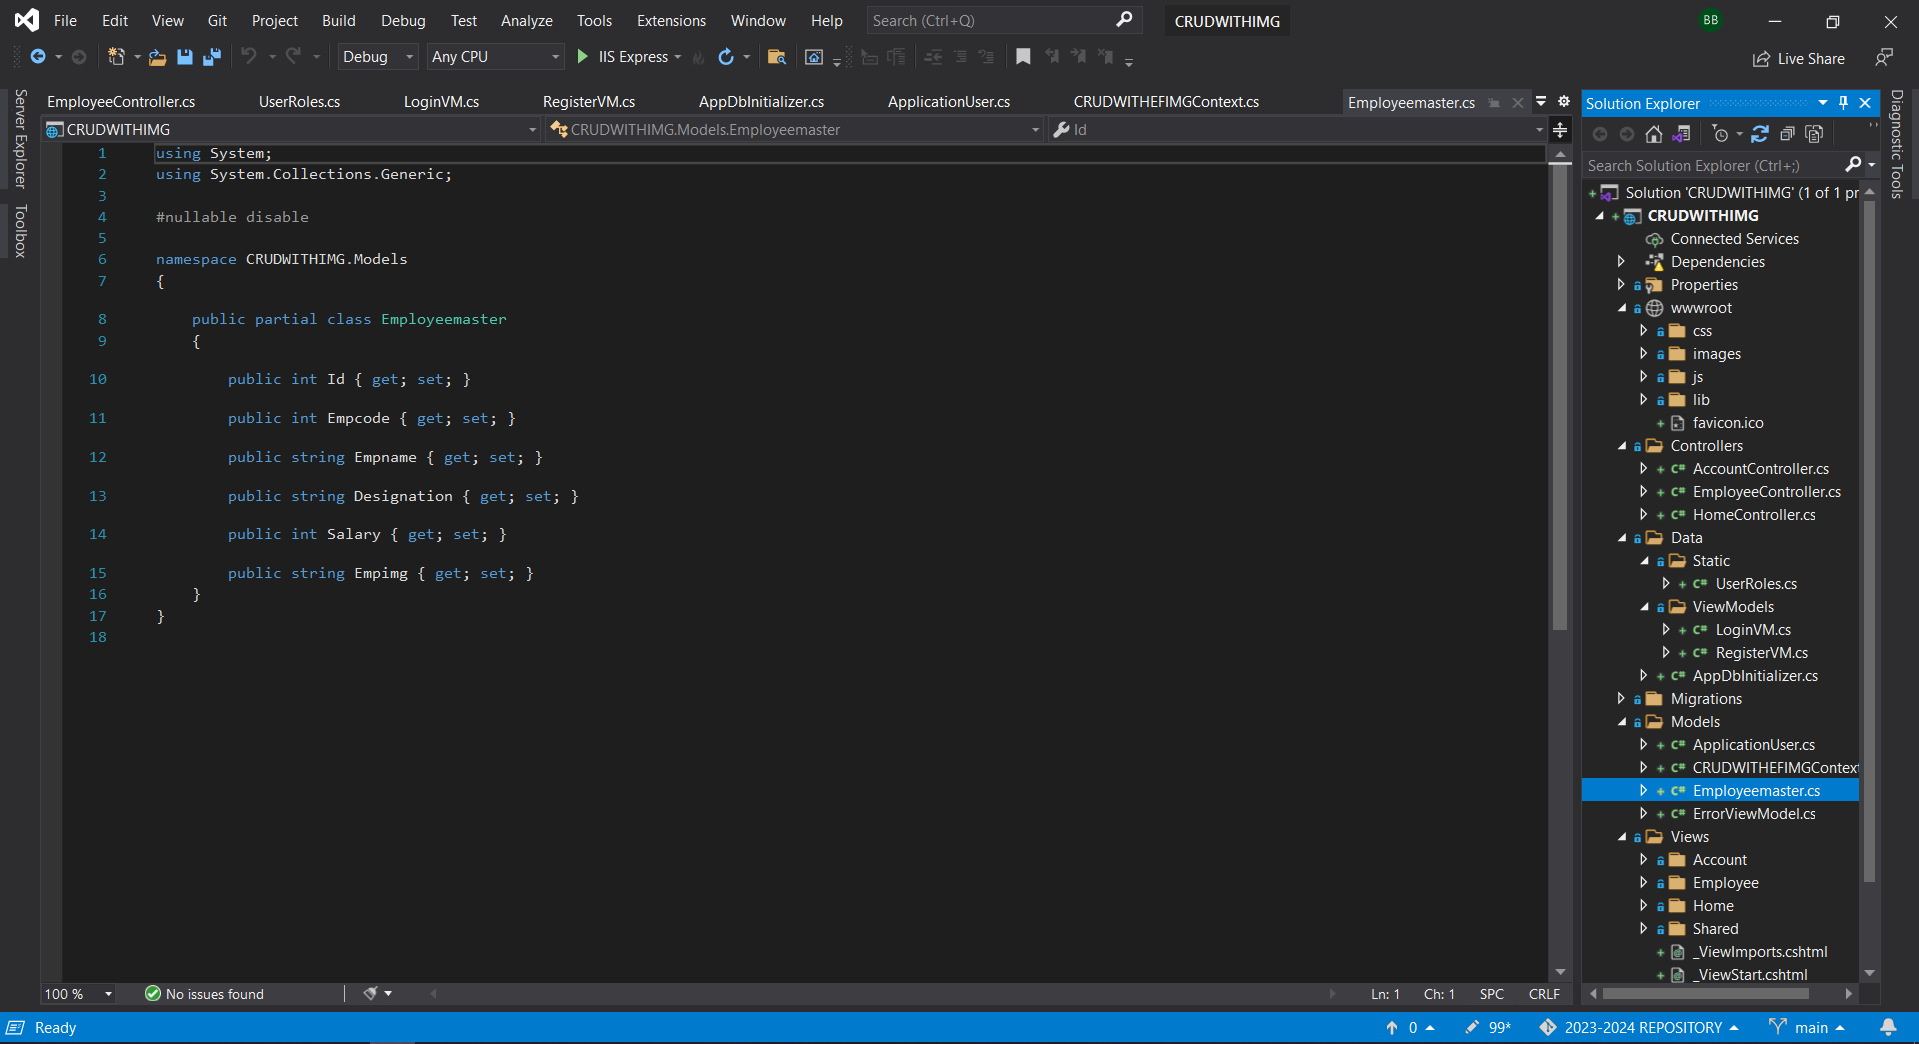 File Edit View Git Project Build Debug Test Analyze Tools Extensions Window Help Search (Ctrl+Q) CRUDWITHIMG BB
Debug Any CPU IIS Express Live Share
EmployeeController.cs UserRoles.cs LoginVM.cs RegisterVM.cs AppDbInitializer.cs ApplicationUser.cs CRUDWITHEFIMGContext.cs Employeemaster.cs
CRUDWITHIMG CRUDWITHIMG.Models.Employeemaster Id
Server Explorer
Toolbox
1 using System;
2 using System.Collections.Generic;
3
4 #nullable disable
5
6 namespace CRUDWITHIMG.Models
7 {
8 public partial class Employeemaster
9 {
10 public int Id { get; set; }
11 public int Empcode { get; set; }
12 public string Empname { get; set; }
13 public string Designation { get; set; }
14 public int Salary { get; set; }
15 public string Empimg { get; set; }
16 }
17 }
18
100 % No issues found Ln: 1 Ch: 1 SPC CRLF
Solution Explorer
Search Solution Explorer (Ctrl+;)
Solution 'CRUDWITHIMG' (1 of 1 pr
CRUDWITHIMG
Connected Services
Dependencies
Properties
wwwroot
css
images
js
lib
favicon.ico
Controllers
C# AccountController.cs
C# EmployeeController.cs
C# HomeController.cs
Data
Static
C# UserRoles.cs
ViewModels
C# LoginVM.cs
C# RegisterVM.cs
C# AppDbInitializer.cs
Migrations
Models
C# ApplicationUser.cs
C# CRUDWITHEFIMGContext
C# Employeemaster.cs
C# ErrorViewModel.cs
Views
Account
Employee
Home
Shared
_ViewImports.cshtml
_ViewStart.cshtml
Diagnostic Tools
Ready 0 99* 2023-2024 REPOSITORY main